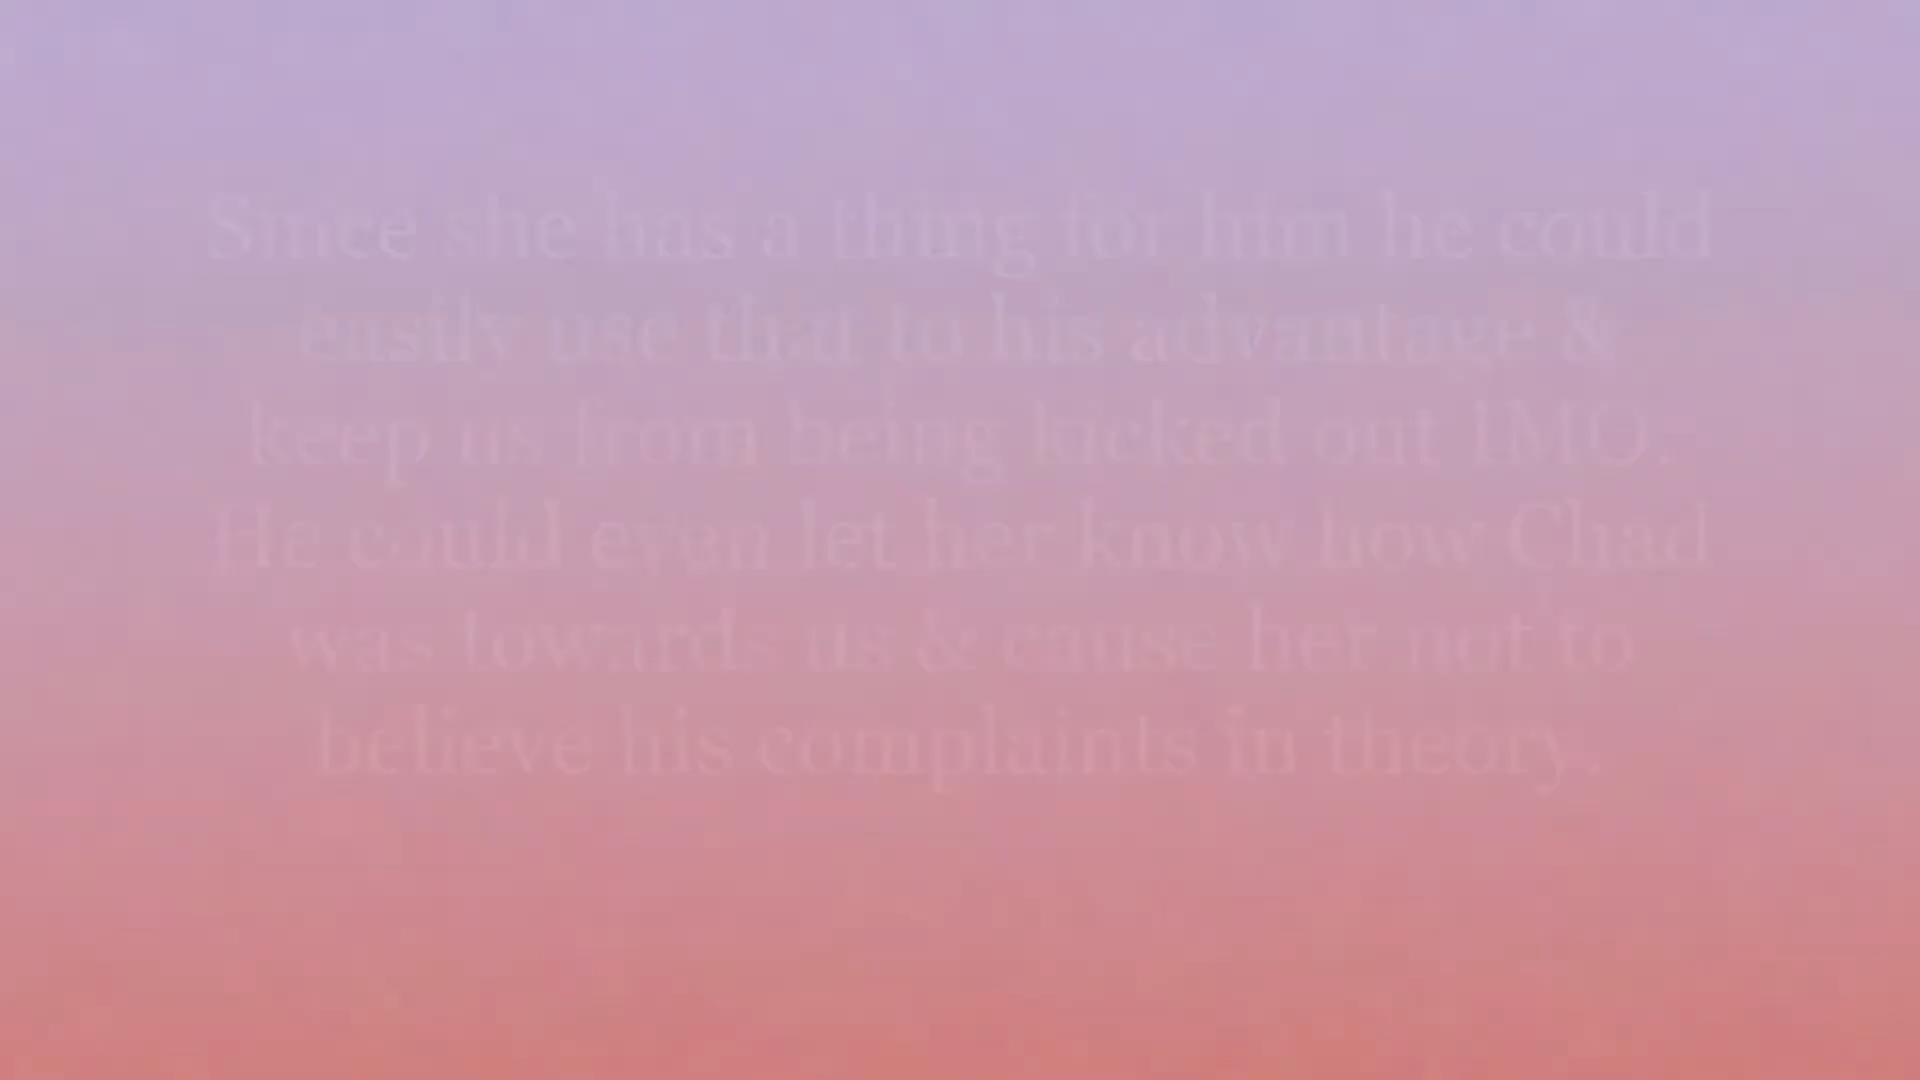 Since she has a thing for him he could
easily use that to his advantage &
keep us from being kicked out IMO.
He could even let her know how Chad
was towards us & cause her not to
believe his complaints in theory.